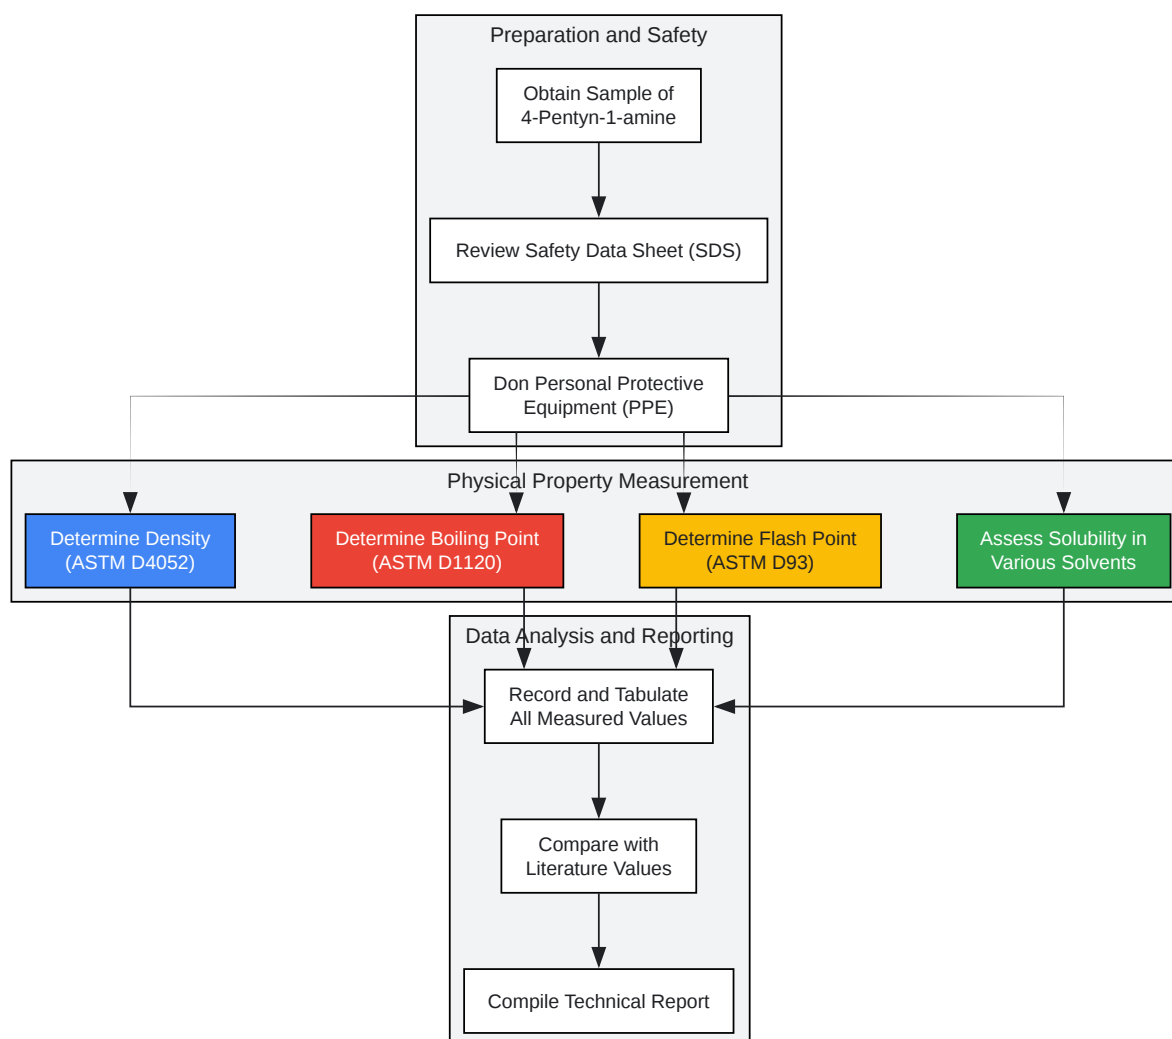 Preparation and Safety
Obtain Sample of
4-Pentyn-1-amine
Review Safety Data Sheet (SDS)
Don Personal Protective
Equipment (PPE)
Physical Property Measurement
Determine Density
(ASTM D4052)
Determine Boiling Point
(ASTM D1120)
Determine Flash Point
(ASTM D93)
Assess Solubility in
Various Solvents
Data Analysis and Reporting
Record and Tabulate
All Measured Values
Compare with
Literature Values
Compile Technical Report